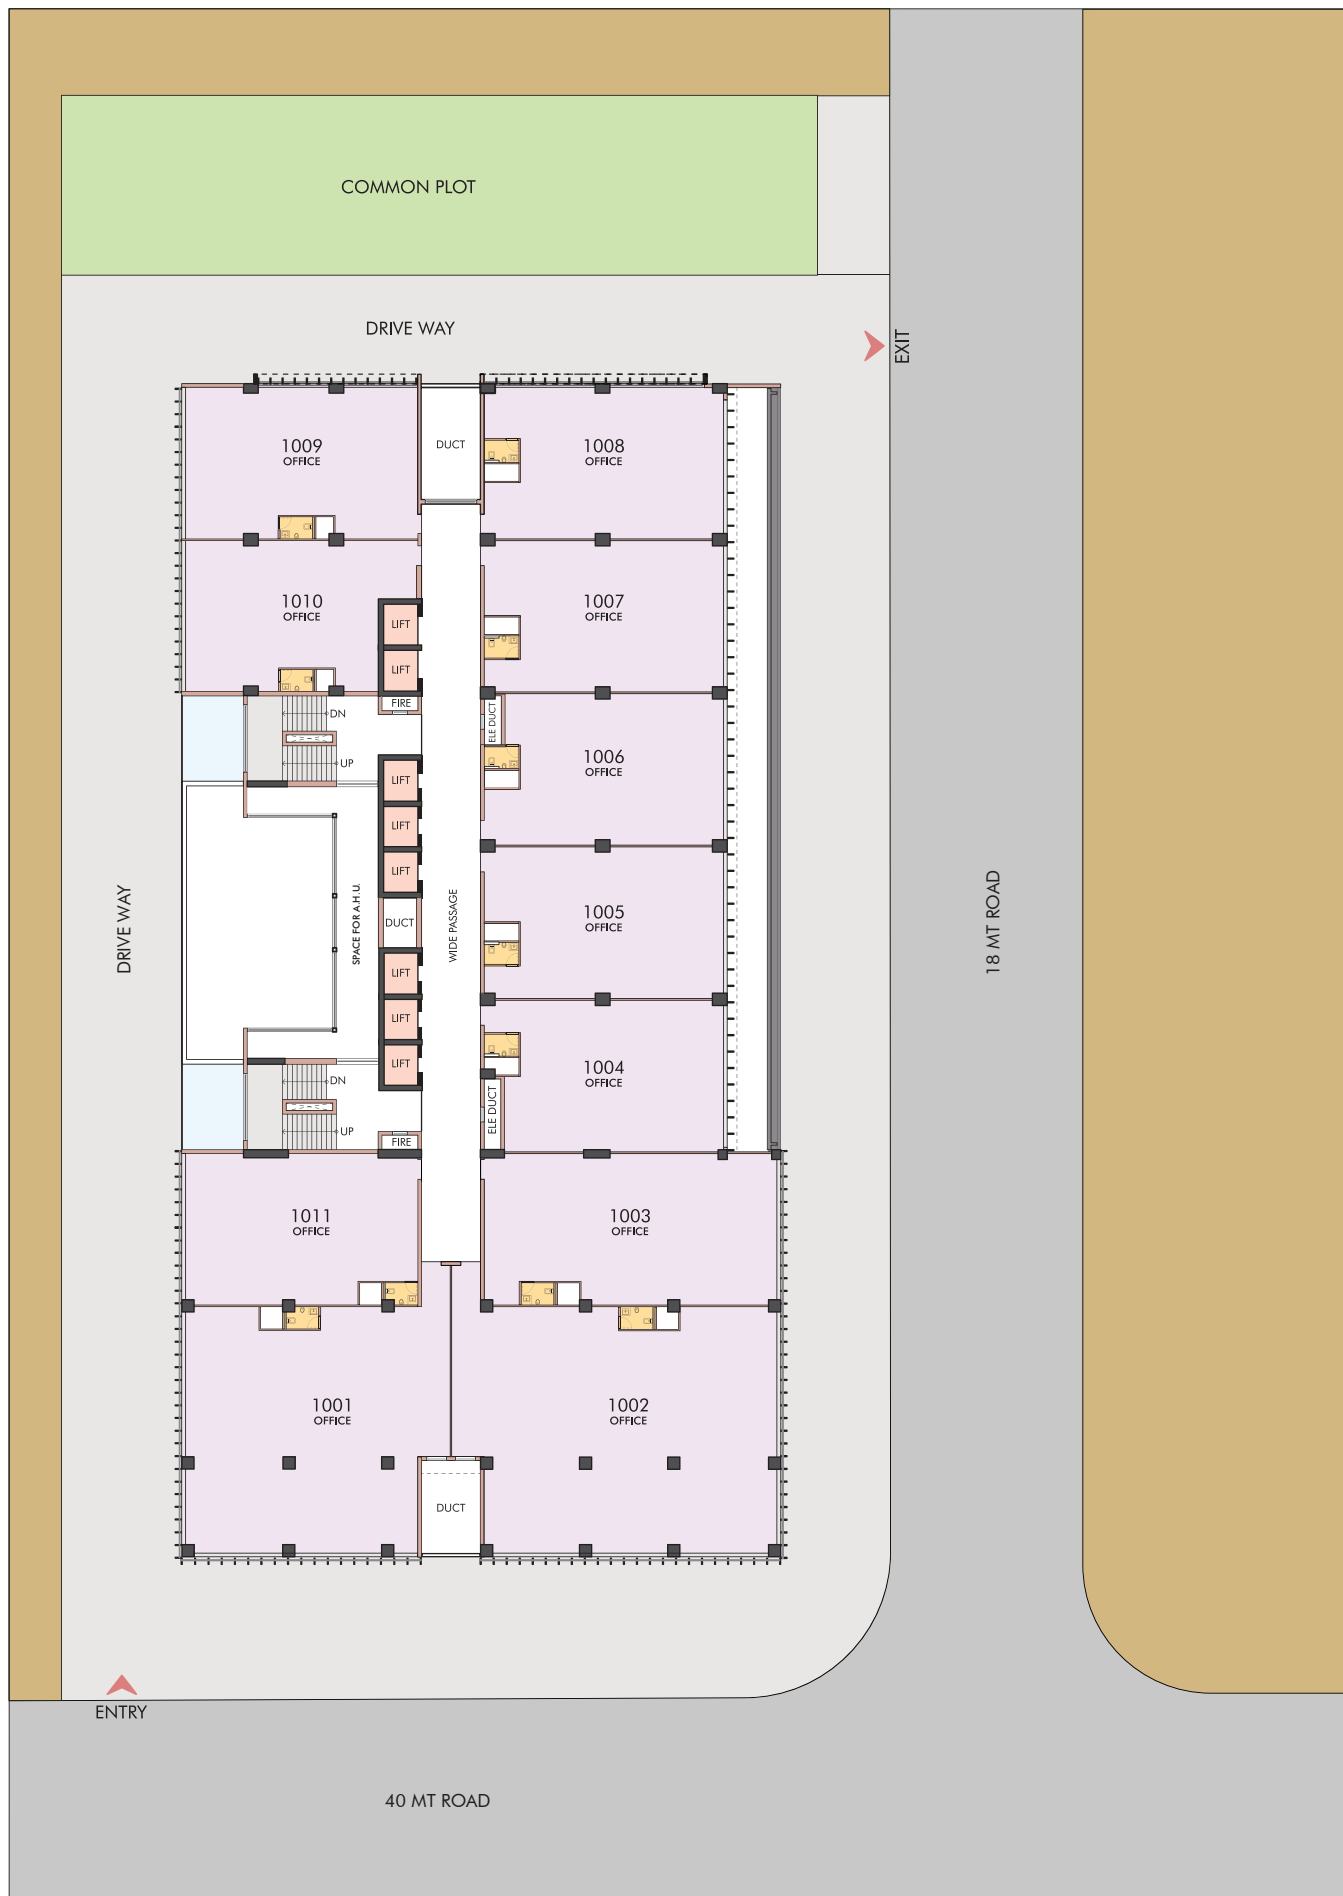 COMMON PLOT
DRIVE WAY
EXIT
1009
OFFICE
DUCT
1008
OFFICE
1010
OFFICE
LIFT
1007
OFFICE
LIFT
FIRE
DN
ELE DUCT
UP
1006
OFFICE
LIFT
LIFT
LIFT
DRIVE WAY
SPACE FOR A.H.U.
DUCT
WIDE PASSAGE
1005
OFFICE
18 MT ROAD
LIFT
LIFT
LIFT
1004
OFFICE
DN
ELE DUCT
UP
FIRE
1011
OFFICE
1003
OFFICE
1001
OFFICE
1002
OFFICE
DUCT
ENTRY
40 MT ROAD